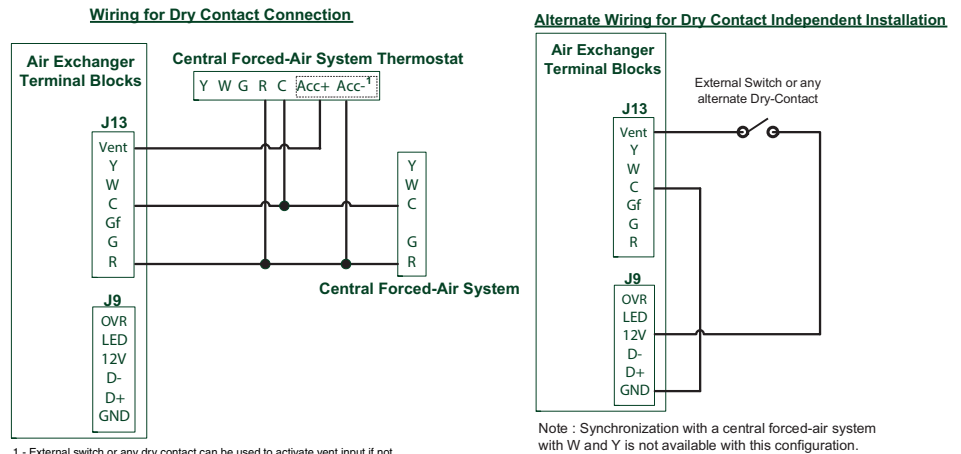 Wiring for Dry Contact Connection
Air Exchanger
Terminal Blocks
Central Forced-Air System Thermostat
Y W G R C Acc+ Acc-1
J13
Vent
Y
W
C
Gf
G
R
J9
OVR
LED
12V
D-
D+
GND
Y
W
C
G
R
Central Forced-Air System
1 - External switch or any dry contact can be used to activate vent input if not
Alternate Wiring for Dry Contact Independent Installation
Air Exchanger
Terminal Blocks
External Switch or any
alternate Dry-Contact
J13
Vent
Y
W
C
Gf
G
R
J9
OVR
LED
12V
D-
D+
GND
Note : Synchronization with a central forced-air system
with W and Y is not available with this configuration.